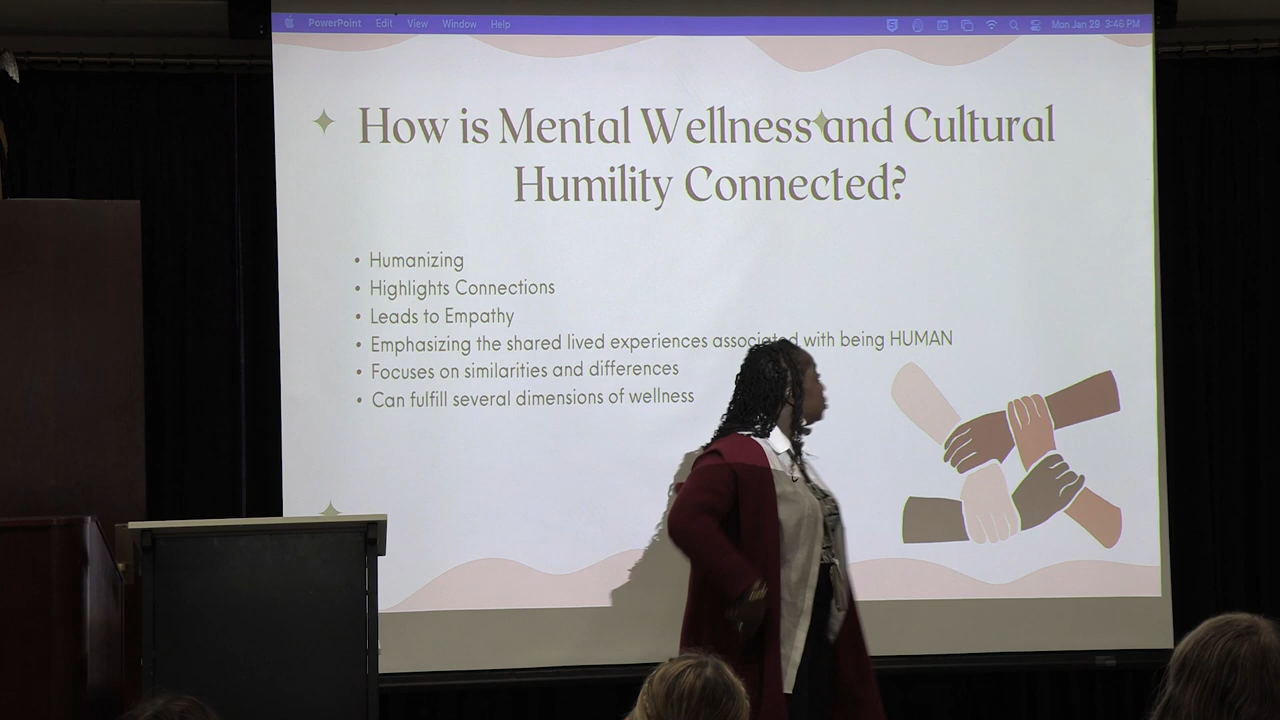 PowerPoint Edit View Window Help Mon Jan 29 3:46 PM
How is Mental Wellness and Cultural
Humility Connected?
• Humanizing
• Highlights Connections
• Leads to Empathy
• Emphasizing the shared lived experiences associated with being HUMAN
• Focuses on similarities and differences
• Can fulfill several dimensions of wellness